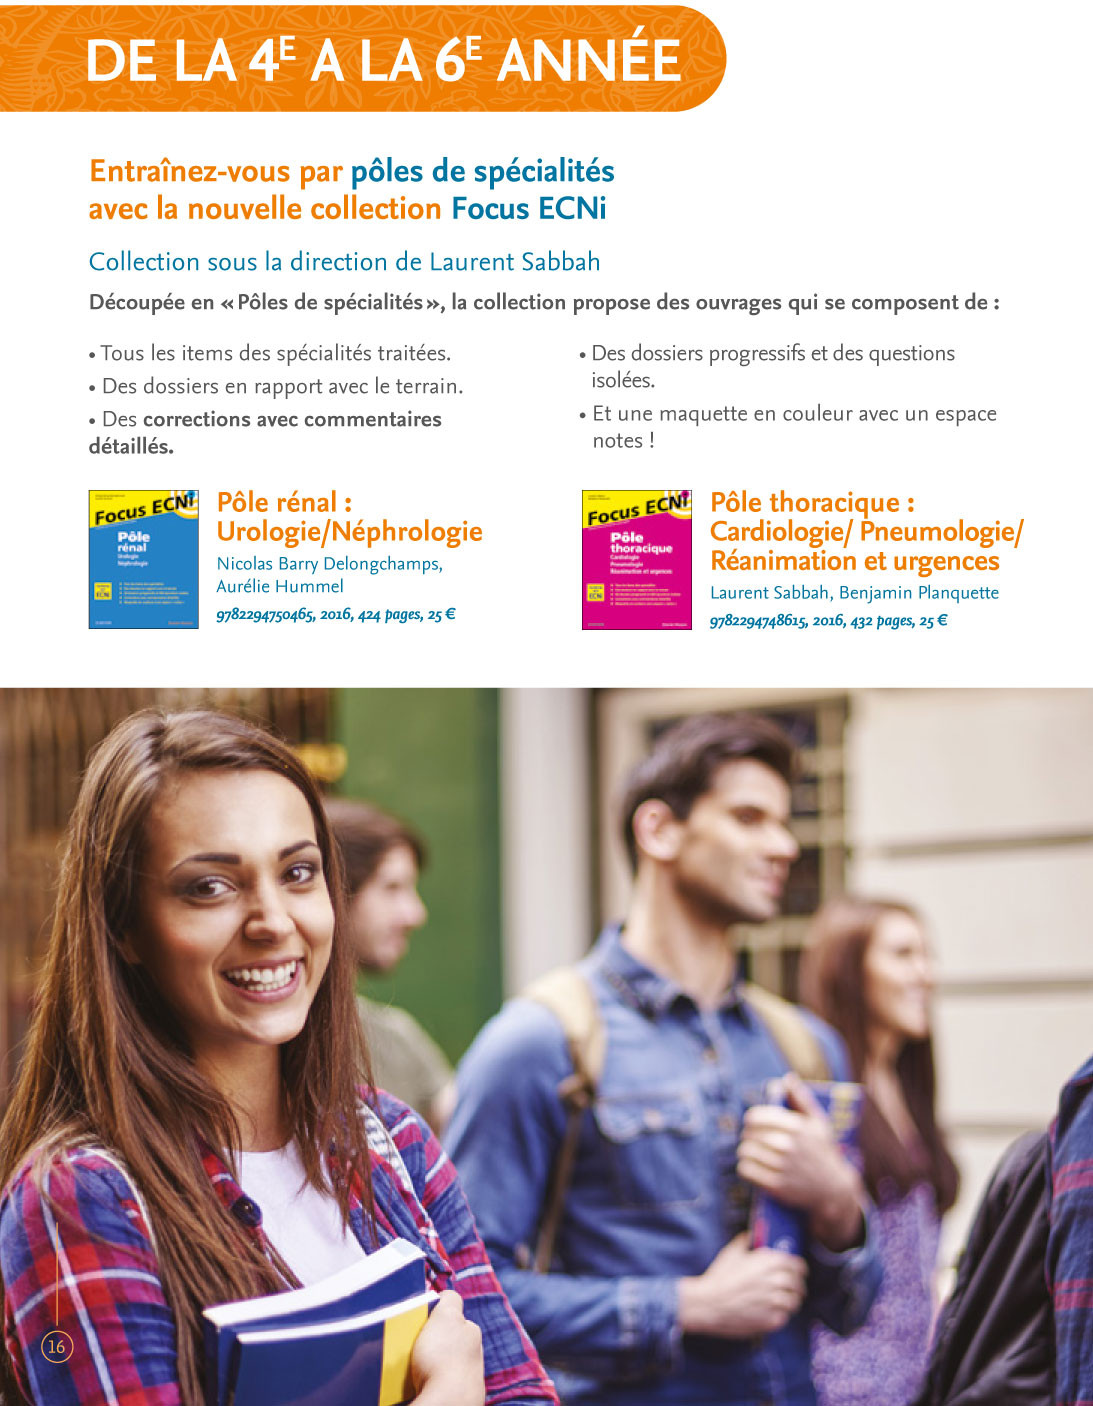 DE LA 4E A LA 6E ANNÉE
Entraînez-vous par pôles de spécialités
avec la nouvelle collection Focus ECNi
Collection sous la direction de Laurent Sabbah
Découpée en « Pôles de spécialités », la collection propose des ouvrages qui se composent de :
• Tous les items des spécialités traitées.
• Des dossiers en rapport avec le terrain.
• Des corrections avec commentaires
détaillés.
• Des dossiers progressifs et des questions
isolées.
• Et une maquette en couleur avec un espace
notes !
Focus ECNi
Pôle
rénal
Urologie
Néphrologie
Pôle rénal :
Urologie/Néphrologie
Nicolas Barry Delongchamps,
Aurélie Hummel
9782294750465, 2016, 424 pages, 25 €
Focus ECNi
Pôle
thoracique
Cardiologie
Pneumologie
Réanimation et urgences
Pôle thoracique :
Cardiologie/ Pneumologie/
Réanimation et urgences
Laurent Sabbah, Benjamin Planquette
9782294748615, 2016, 432 pages, 25 €
16